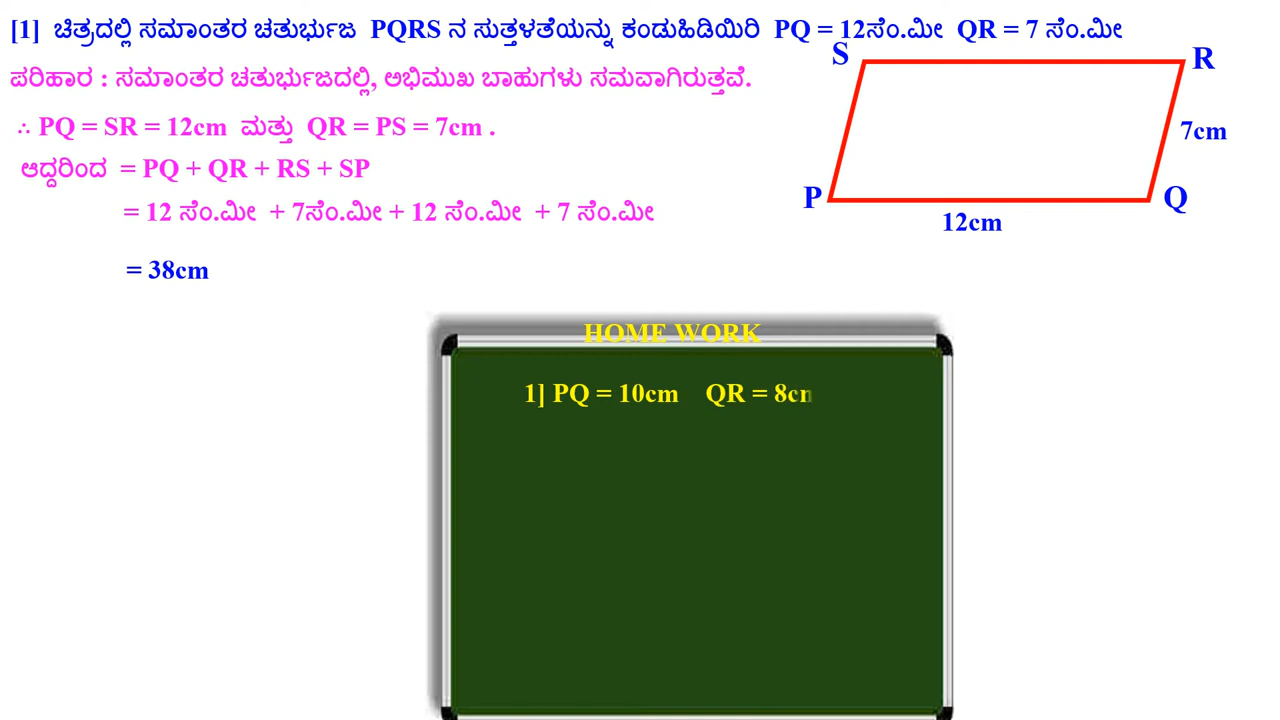 [1] ಚಿತ್ರದಲ್ಲಿ ಸಮಾಂತರ ಚತುರ್ಭುಜ PQRS ನ ಸುತ್ತಳತೆಯನ್ನು ಕಂಡುಹಿಡಿಯಿರಿ PQ = 12ಸೆಂ.ಮೀ QR = 7 ಸೆಂ.ಮೀ
S
R
ಪರಿಹಾರ : ಸಮಾಂತರ ಚತುರ್ಭುಜದಲ್ಲಿ, ಅಭಿಮುಖ ಬಾಹುಗಳು ಸಮವಾಗಿರುತ್ತವೆ.
∴ PQ = SR = 12cm ಮತ್ತು QR = PS = 7cm .
7cm
ಆದ್ದರಿಂದ = PQ + QR + RS + SP
P
Q
= 12 ಸೆಂ.ಮೀ + 7ಸೆಂ.ಮೀ + 12 ಸೆಂ.ಮೀ + 7 ಸೆಂ.ಮೀ
12cm
= 38cm
HOME WORK
1] PQ = 10cm QR = 8cm